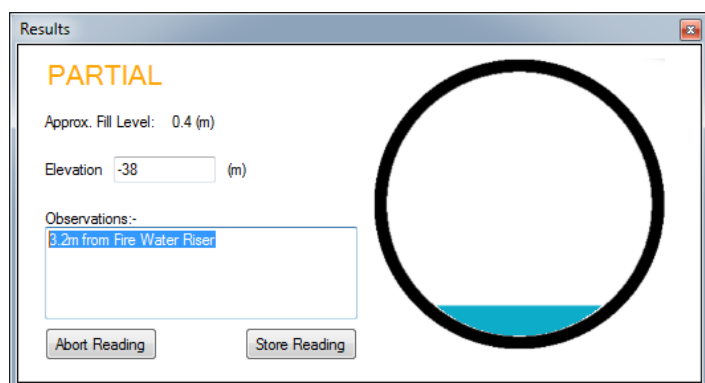 Results
PARTIAL
Approx. Fill Level: 0.4 (m)
Elevation -38 (m)
Observations:-
3.2m from Fire Water Riser
Abort Reading Store Reading